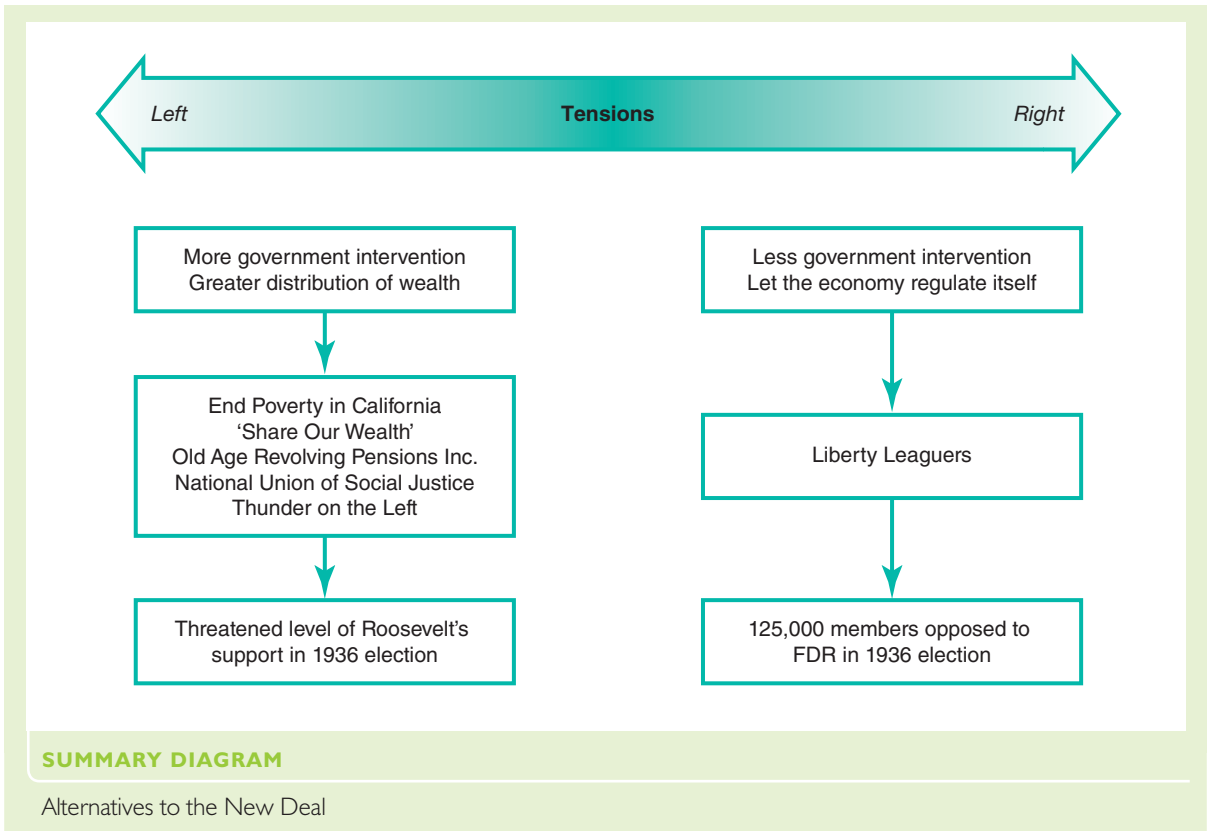 Left
Tensions
Right
More government intervention
Greater distribution of wealth
End Poverty in California
‘Share Our Wealth’
Old Age Revolving Pensions Inc.
National Union of Social Justice
Thunder on the Left
Threatened level of Roosevelt’s
support in 1936 election
Less government intervention
Let the economy regulate itself
Liberty Leaguers
125,000 members opposed to
FDR in 1936 election
SUMMARY DIAGRAM
Alternatives to the New Deal